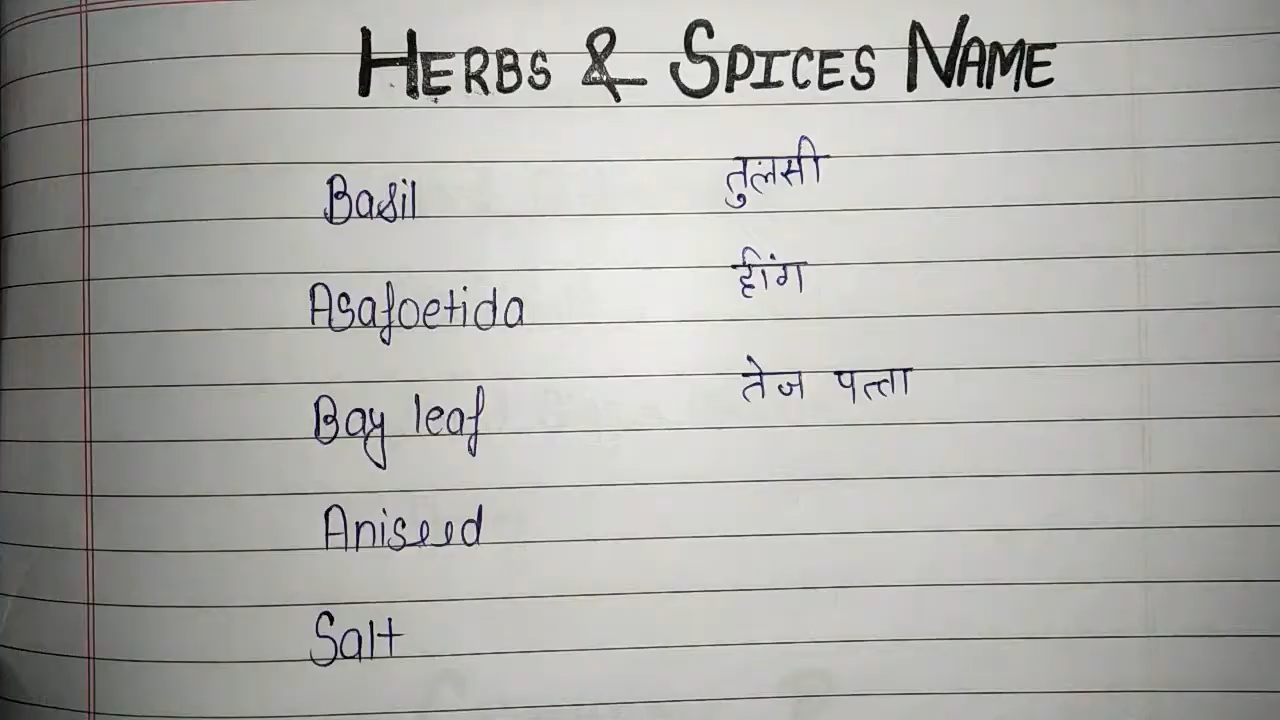 HERBS & SPICES NAME
Basil तुलसी
Asafoetida हींग
Bay leaf तेज पत्ता
Aniseed
Salt